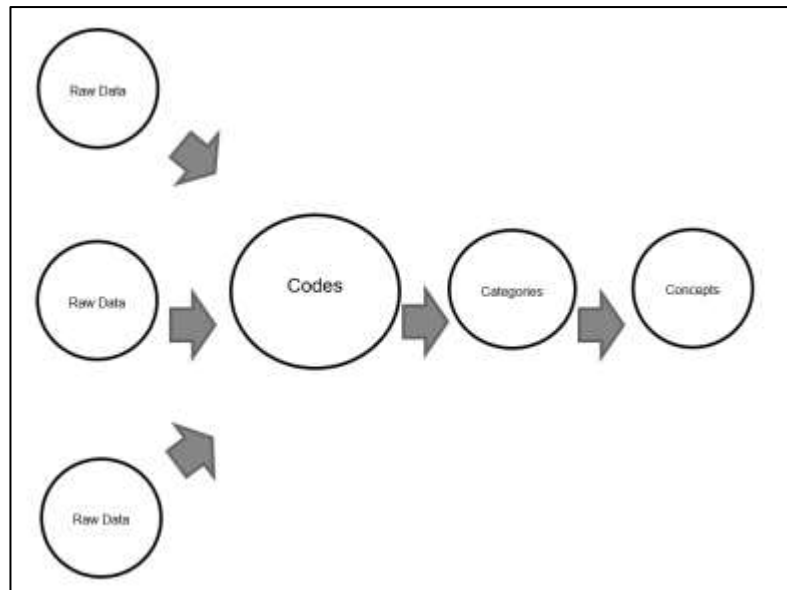 Raw Data
Raw Data
Codes
Categories
Concepts
Raw Data